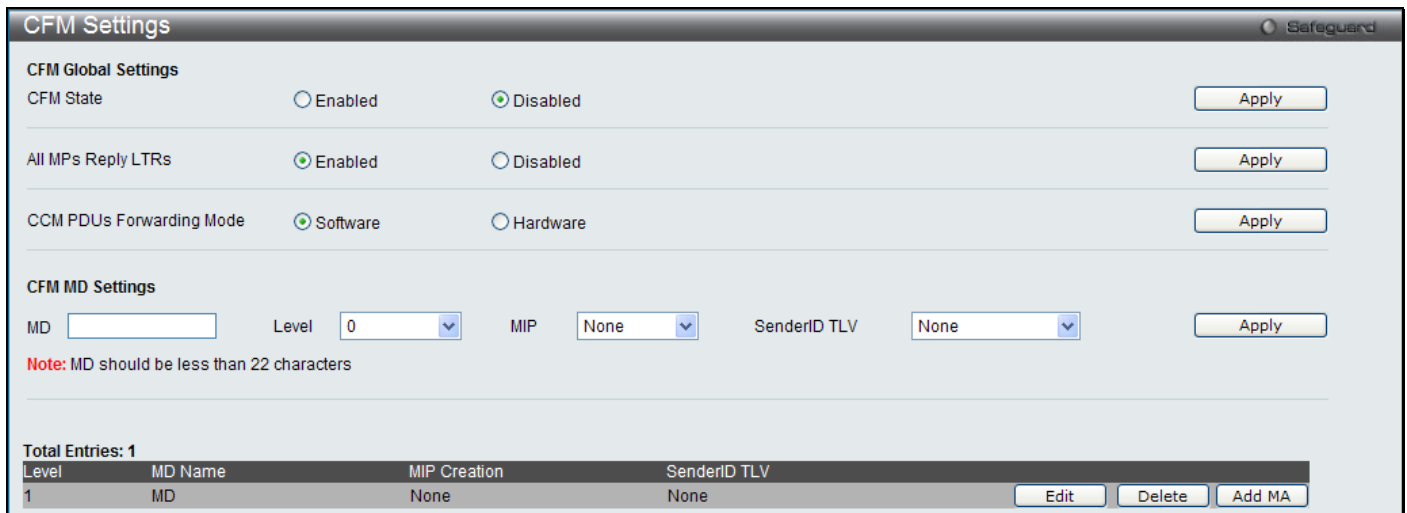 CFM Settings
Safeguard
CFM Global Settings
CFM State Enabled Disabled Apply
All MPs Reply LTRs Enabled Disabled Apply
CCM PDUs Forwarding Mode Software Hardware Apply
CFM MD Settings
MD Level 0 MIP None SenderID TLV None Apply
Note: MD should be less than 22 characters
Total Entries: 1
Level MD Name MIP Creation SenderID TLV
1 MD None None Edit Delete Add MA